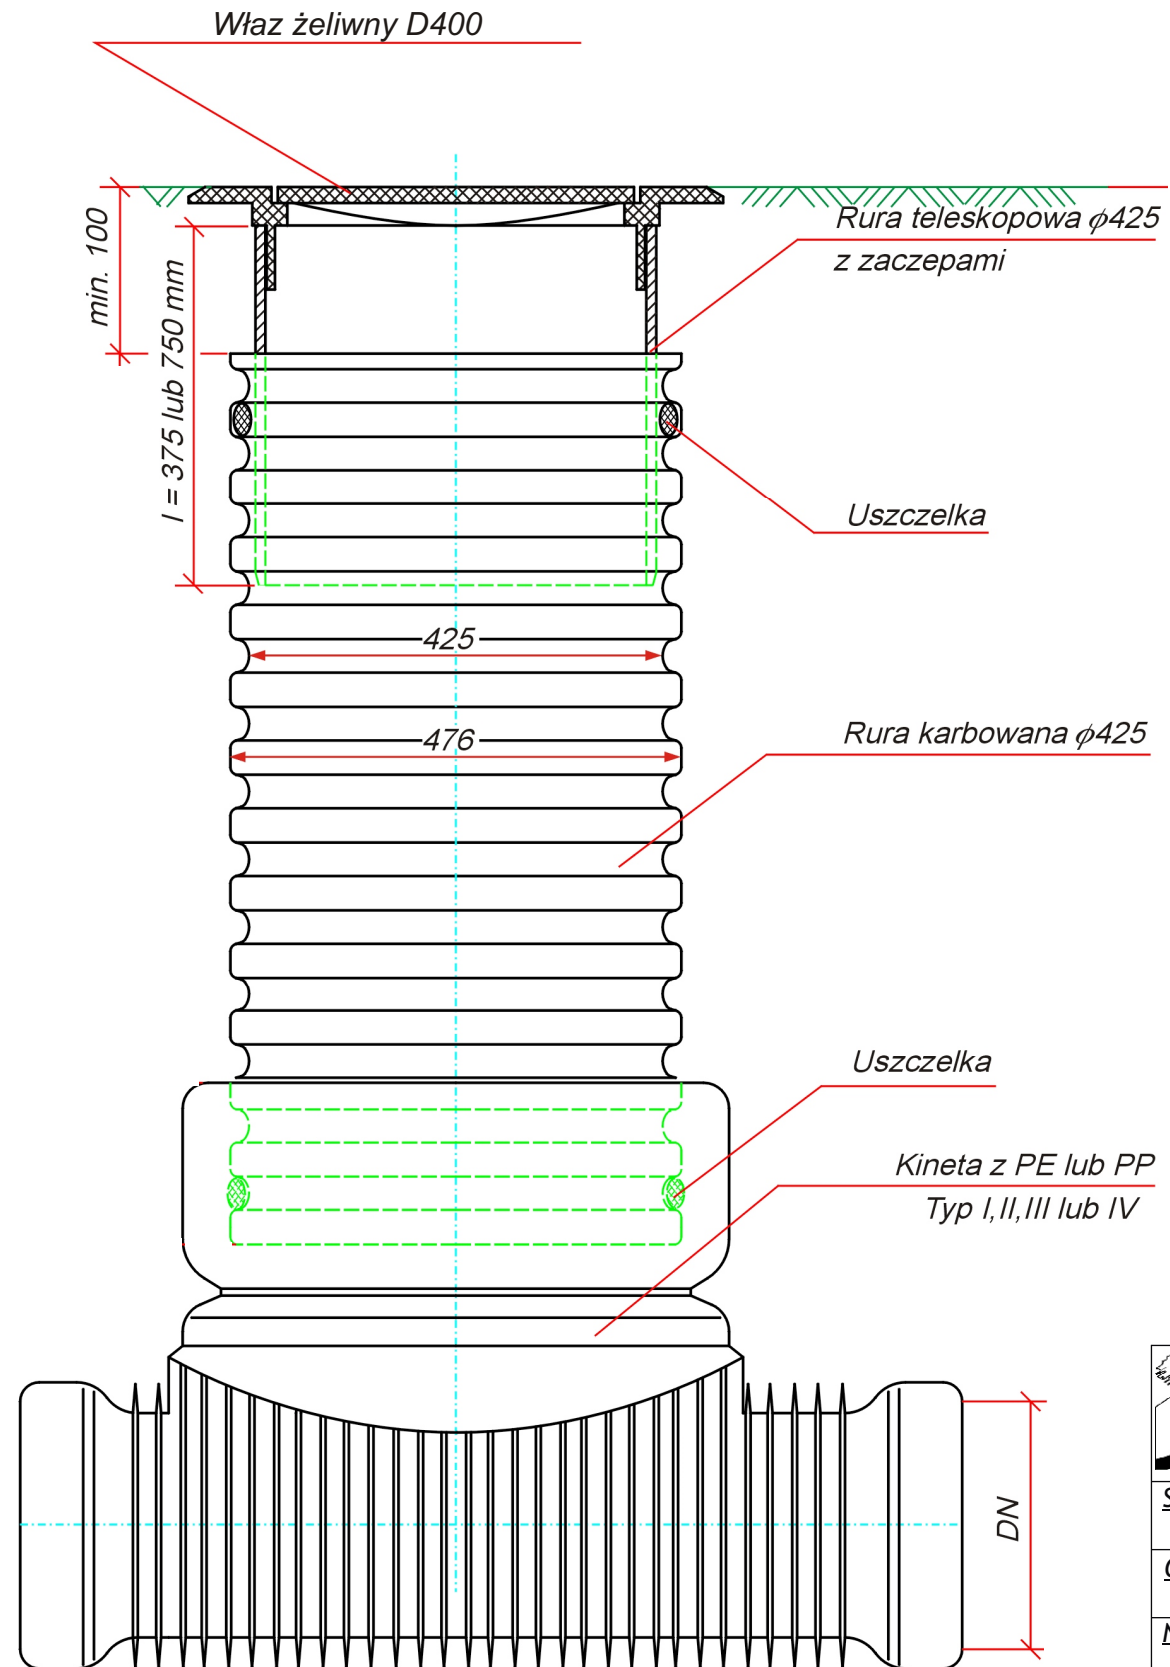 Właz żeliwny D400
min. 100
l = 375 lub 750 mm
Rura teleskopowa ϕ425
z zaczepami
Uszczelka
425
476
Rura karbowana ϕ425
Uszczelka
Kineta z PE lub PP
Typ I,II,III lub IV
DN